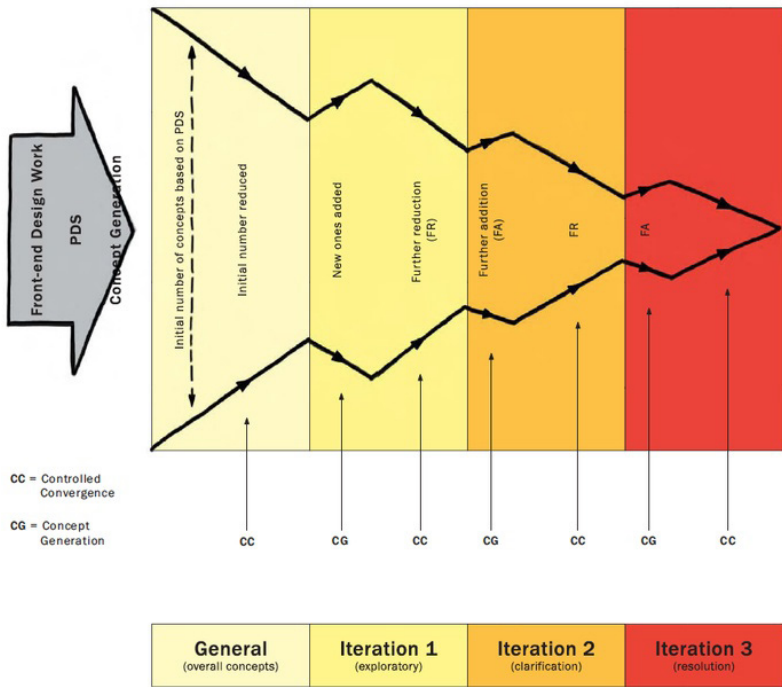 Front-end Design Work
PDS
Concept Generation
Initial number of concepts based on PDS
Initial number reduced
New ones added
Further reduction
(FR)
Further addition
(FA)
FR
FA
CC = Controlled
Convergence
CG = Concept
Generation
CC
CG
CC
CG
CC
CG
CC
General
(overall concepts)
Iteration 1
(exploratory)
Iteration 2
(clarification)
Iteration 3
(resolution)